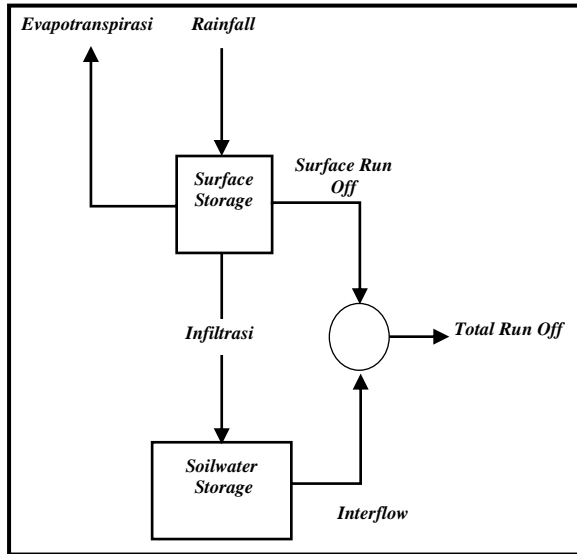 Evapotranspirasi
Rainfall
Surface
Storage
Surface Run
Off
Infiltrasi
Total Run Off
Soilwater
Storage
Interflow